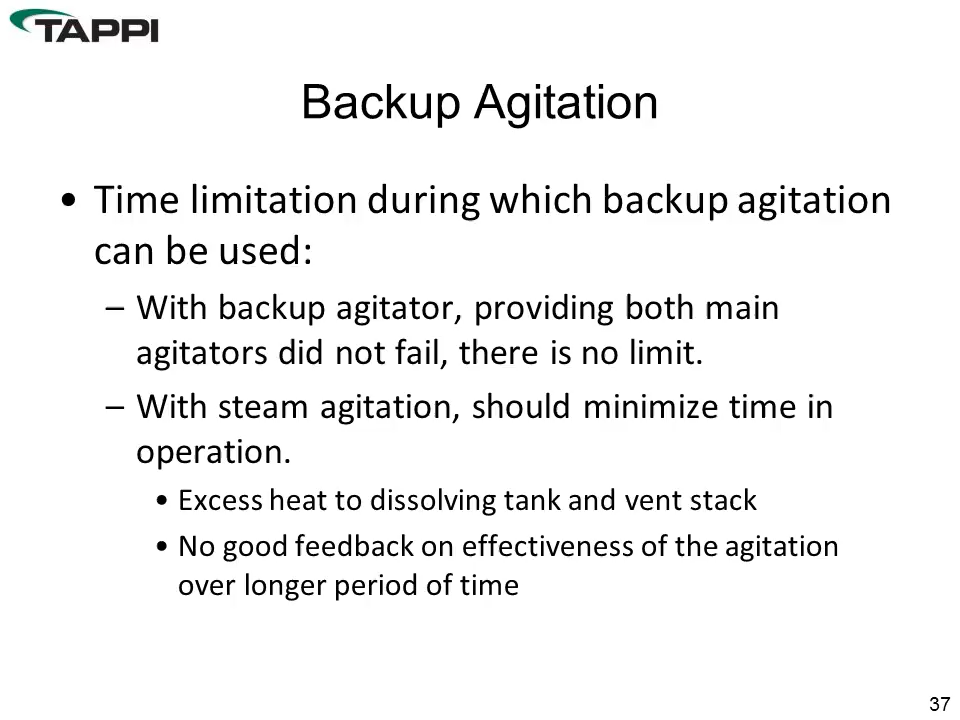 TAPPI
Backup Agitation
• Time limitation during which backup agitation
can be used:
– With backup agitator, providing both main
agitators did not fail, there is no limit.
– With steam agitation, should minimize time in
operation.
• Excess heat to dissolving tank and vent stack
• No good feedback on effectiveness of the agitation
over longer period of time
37